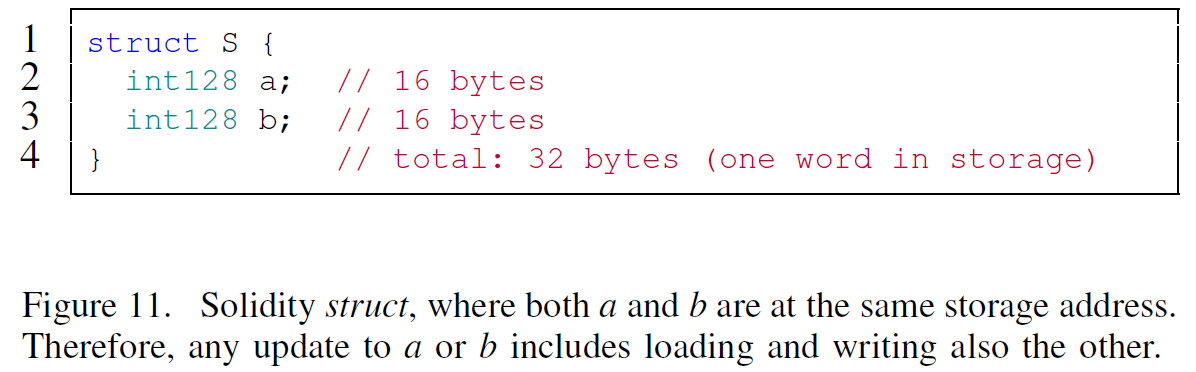 1 struct S {
2 int128 a; // 16 bytes
3 int128 b; // 16 bytes
4 } // total: 32 bytes (one word in storage)
Figure 11. Solidity struct, where both a and b are at the same storage address.
Therefore, any update to a or b includes loading and writing also the other.